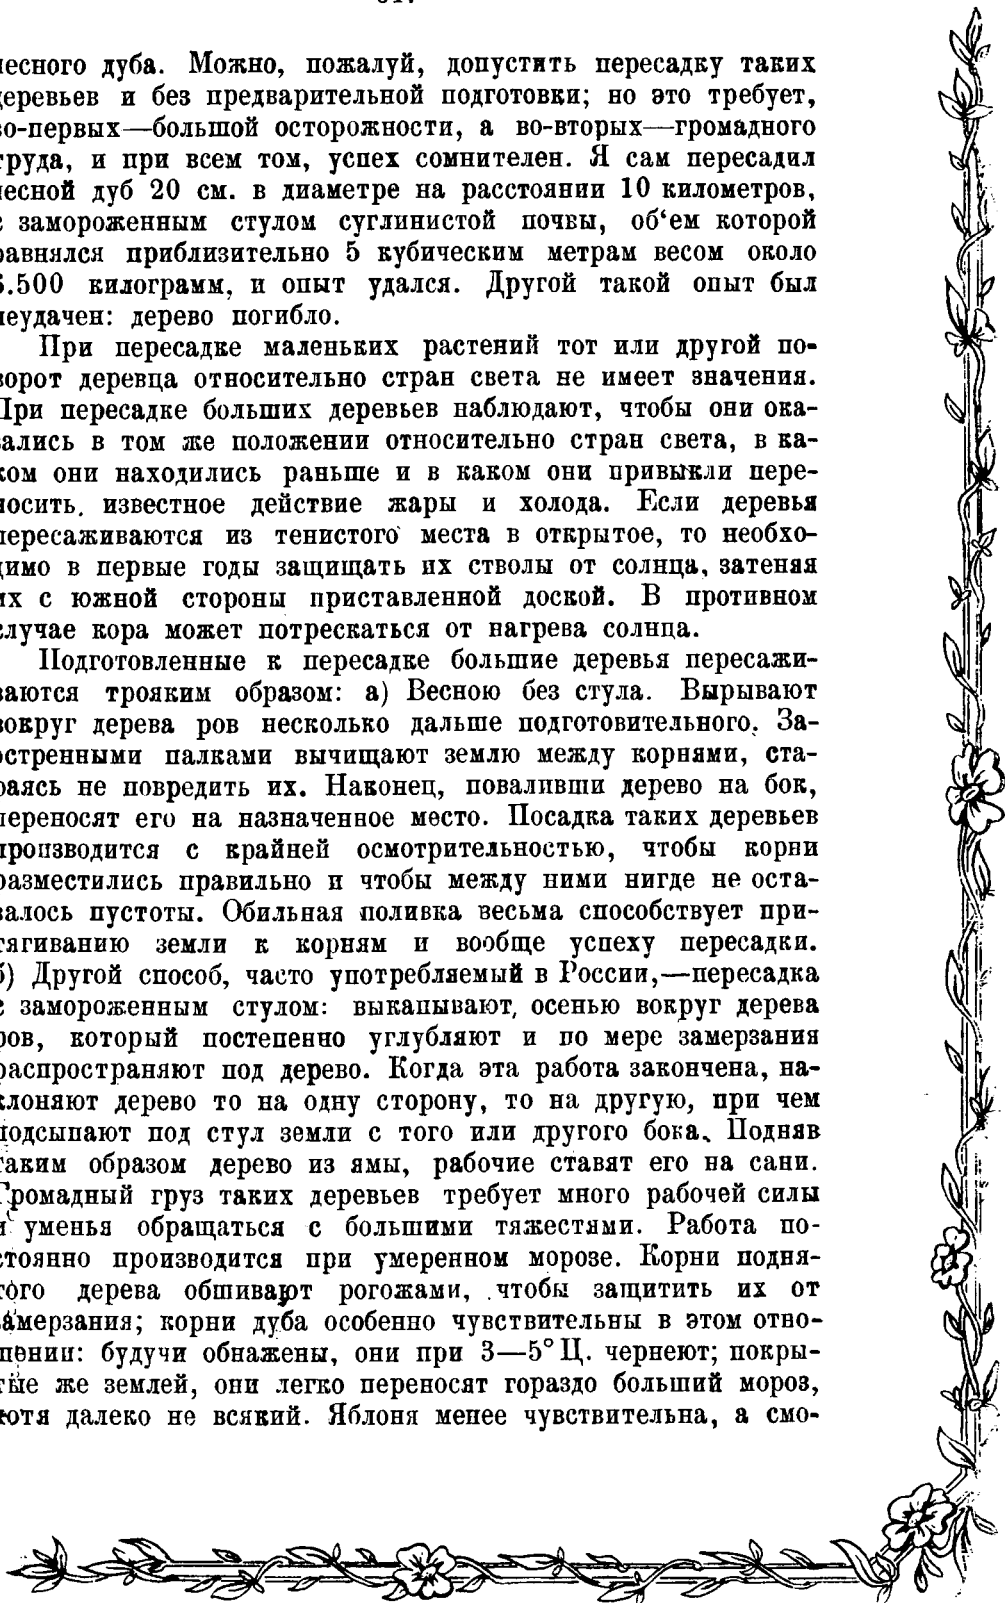 лесного дуба. Можно, пожалуй, допустить пересадку таких
деревьев и без предварительной подготовки; но это требует,
во-первых—большой осторожности, а во-вторых—громадного
труда, и при всем том, успех сомнителен. Я сам пересадил
лесной дуб 20 см. в диаметре на расстоянии 10 километров,
с замороженным стулом суглинистой почвы, об‘ем которой
равнялся приблизительно 5 кубическим метрам весом около
.500 килограмм, и опыт удался. Другой такой опыт был
неудачен: дерево погибло.
При пересадке маленьких растений тот или другой по-
ворот деревца относительно стран света не имеет значения.
При пересадке больших деревьев наблюдают, чтобы они ока-
зались в том же положении относительно стран света, в ка-
ком они находились раньше и в каком они привыкли пере-
носить. известное действие жары и холода. Если деревья
пересаживаются из тенистого места в открытое, то необхо-
димо в первые годы защищать их стволы от солнца, затеняя
их с южной стороны приставленной доской. В противном
случае кора может потрескаться от нагрева солнца.
Подготовленные к пересадке большие деревья пересажи-
ваются трояким образом: а) Весною без стула. Вырывают
вокруг дерева ров несколько дальше подготовительного. За-
остренными палками вычищают землю между корнями, ста-
раясь не повредить их. Наконец, поваливши дерево на бок,
переносят его на назначенное место. Посадка таких деревьев
производится с крайней осмотрительностью, чтобы корни
разместились правильно и чтобы между ними нигде не оста-
валось пустоты. Обильная поливка весьма способствует при-
тягиванию земли к корням и вообще успеху пересадки.
б) Другой способ, часто употребляемый в России,—пересадка
с замороженным стулом: выкапывают, осенью вокруг дерева
ров, который постепенно углубляют и по мере замерзания
распространяют под дерево. Когда эта работа закончена, на-
клоняют дерево то на одну сторону, то на другую, при чем
подсыпают под стул земли с того или другого бока. Подняв
таким образом дерево из ямы, рабочие ставят его на сани.
Громадный груз таких деревьев требует много рабочей силы
и уменья обращаться с большими тяжестями. Работа по-
стоянно производится при умеренном морозе. Корни подня-
того дерева обшивают рогожами, чтобы защитить их от
замерзания; корни дуба особенно чувствительны в этом отно-
шении: будучи обнажены, они при 3—5° Ц. чернеют; покры-
тые же землей, они легко переносят гораздо больший мороз,
хотя далеко не всякий. Яблоня менее чувствительна, а смо-